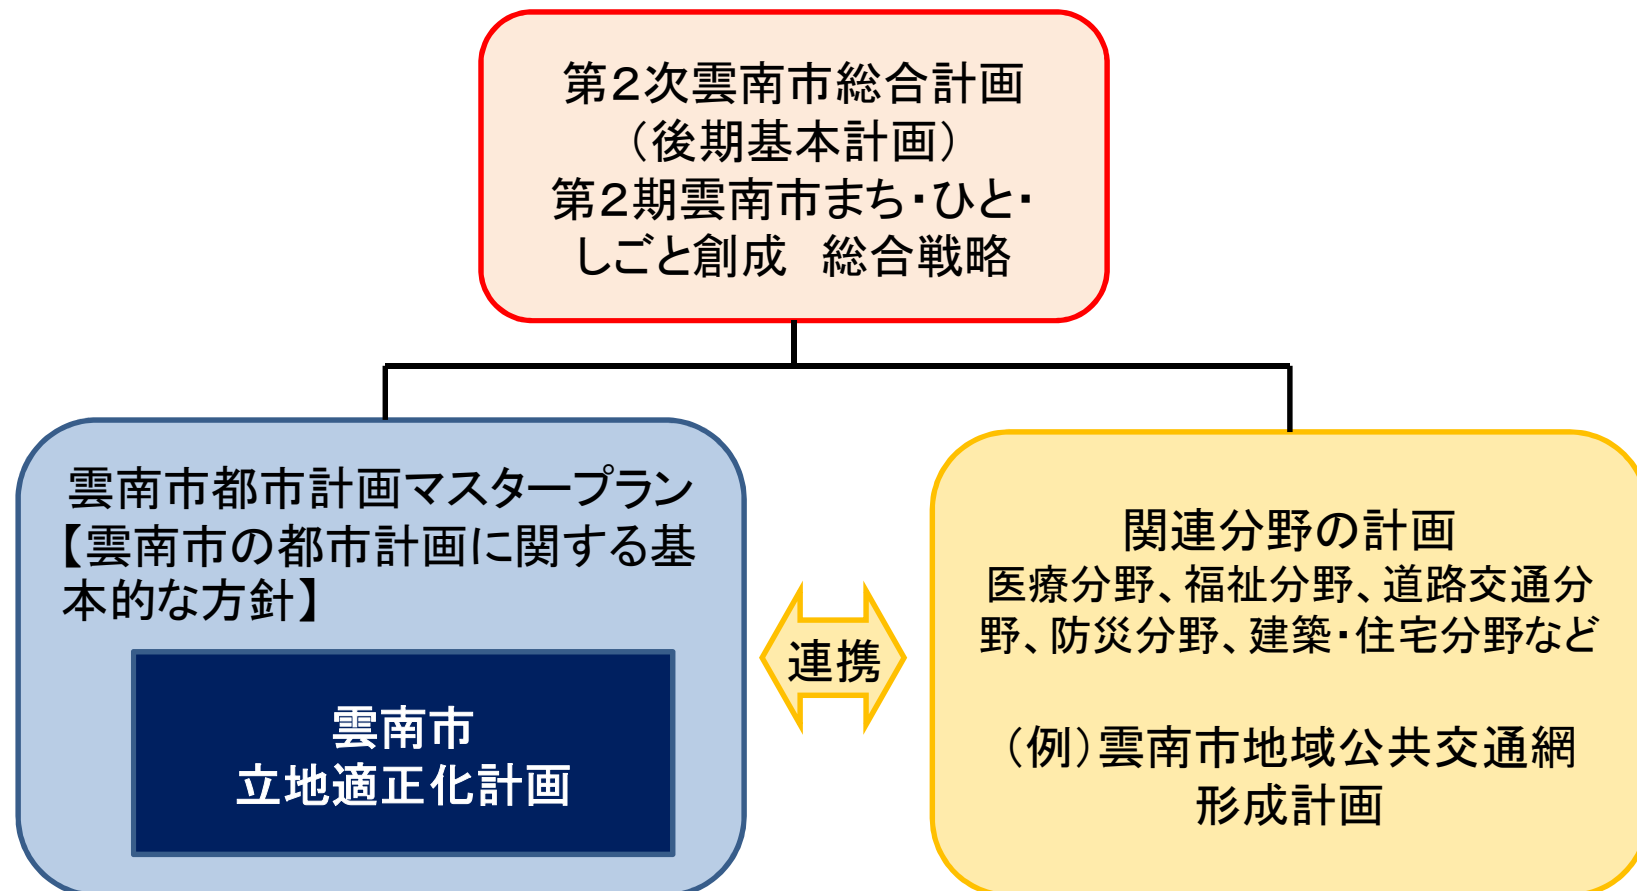 第２次雲南市総合計画
（後期基本計画）
第２期雲南市まち・ひと・
しごと創成　総合戦略
雲南市都市計画マスタープラン
【雲南市の都市計画に関する基
本的な方針】
雲南市
立地適正化計画
連携
関連分野の計画
医療分野、福祉分野、道路交通分
野、防災分野、建築・住宅分野など
（例）雲南市地域公共交通網
形成計画